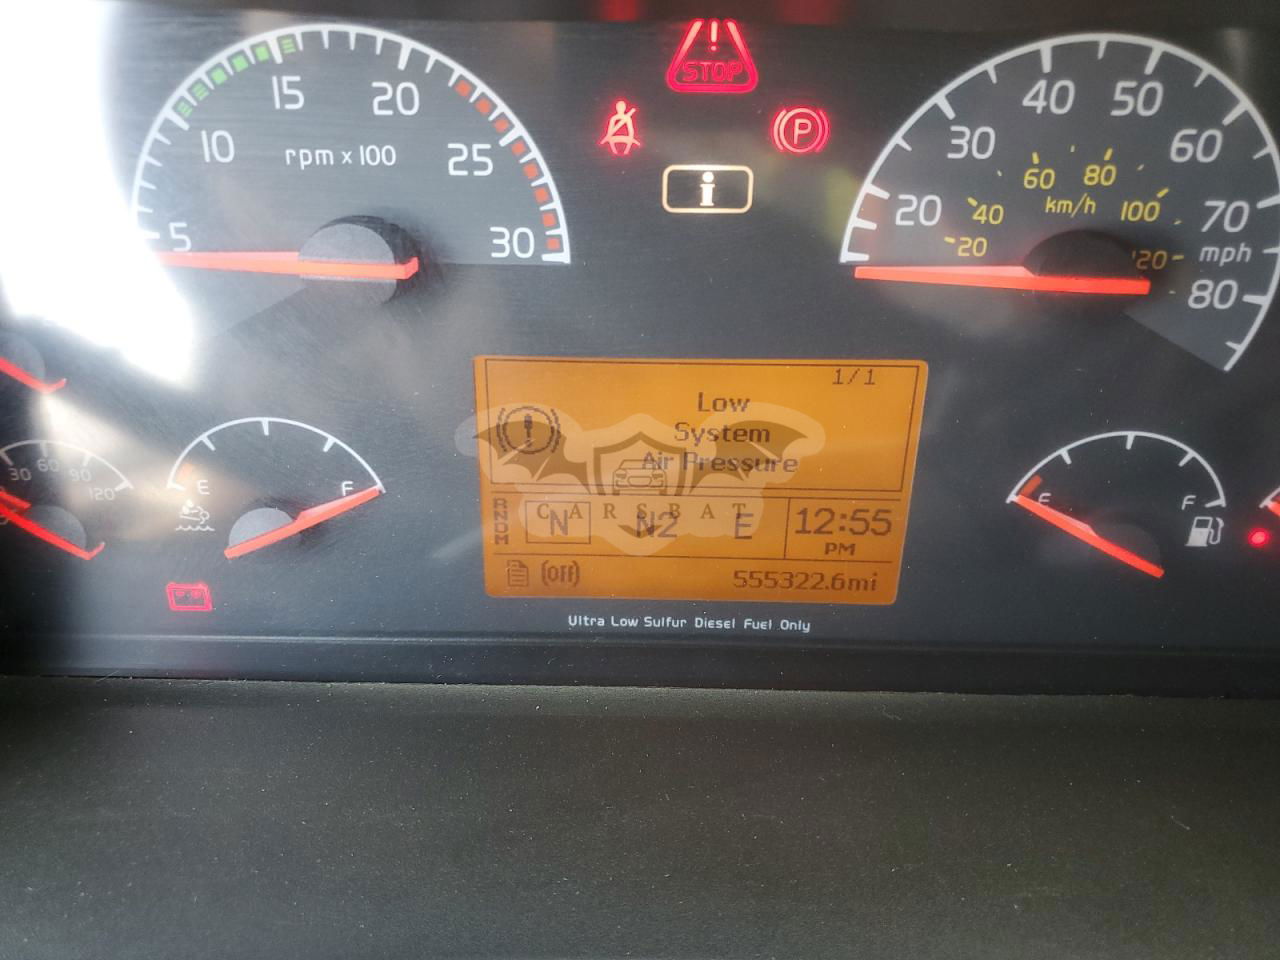 STOP
P
i
5
10
15
20
25
30
rpm x 100
20
30
40
50
60
70
80
mph
20
40
60
80
100
120
km/h
1/1
Low
System
Air Pressure
CARSBAT
RNDM
N N2 E 12:55
PM
(Off) 555322.6mi
Ultra Low Sulfur Diesel Fuel Only
30 60 90 120
E F
E F